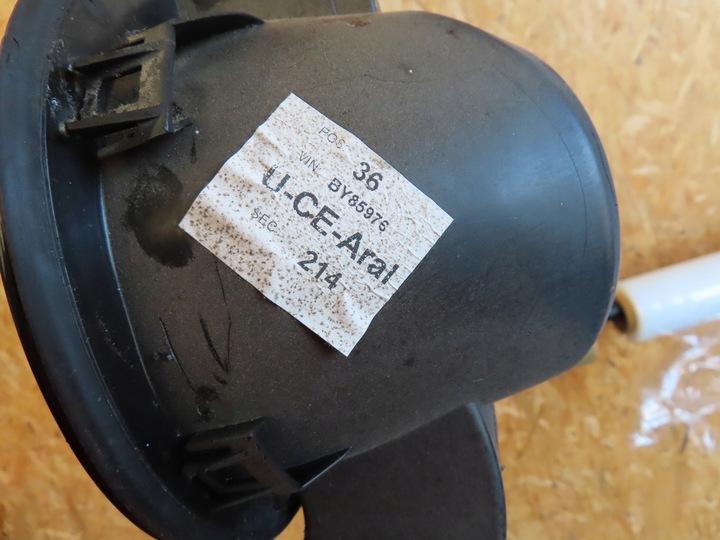 POS. 36
VIN. BY85976
U-CE-Aral
SEC. 214